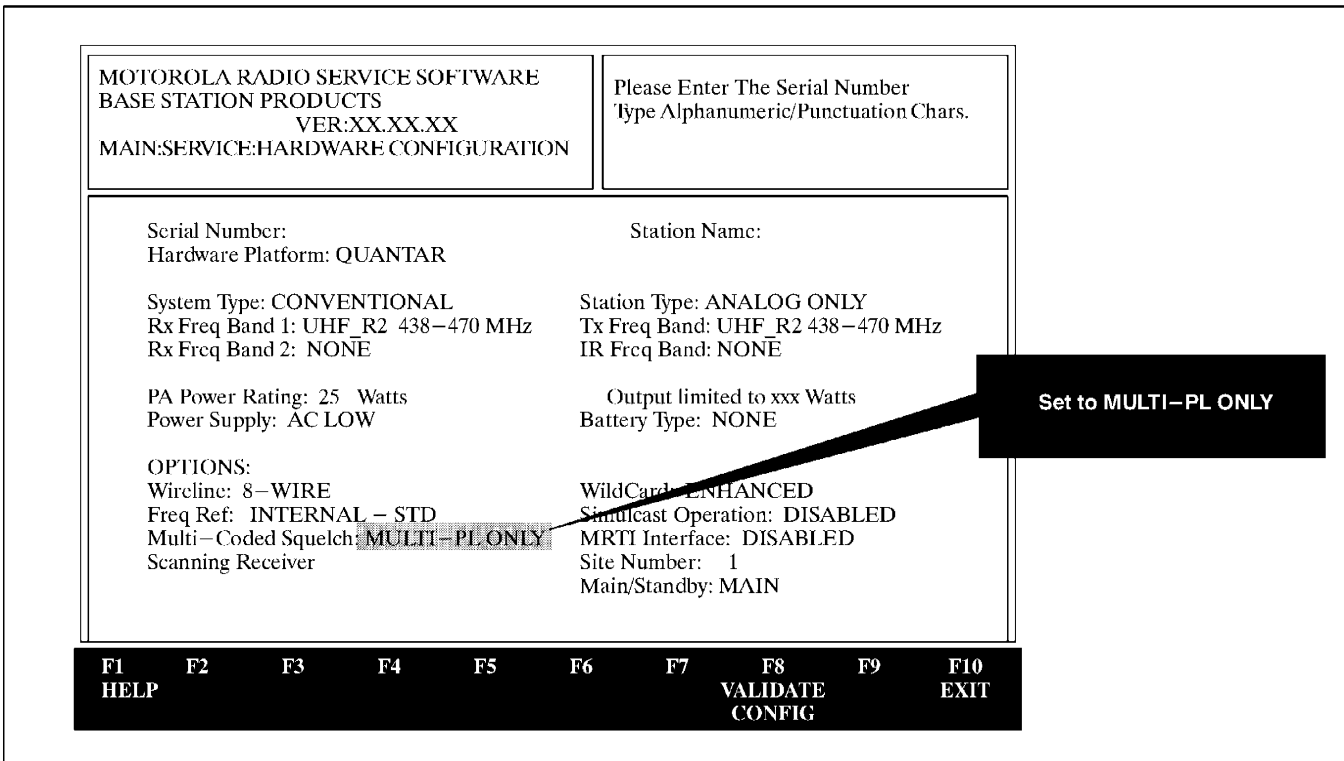 MOTOROLA RADIO SERVICE SOFTWARE
BASE STATION PRODUCTS
VER:XX.XX.XX
MAIN:SERVICE:HARDWARE CONFIGURATION
Please Enter The Serial Number
Type Alphanumeric/Punctuation Chars.
Serial Number:
Station Name:
Hardware Platform: QUANTAR
System Type: CONVENTIONAL
Station Type: ANALOG ONLY
Rx Freq Band 1: UHF_R2 438–470 MHz
Tx Freq Band: UHF_R2 438–470 MHz
Rx Freq Band 2: NONE
IR Freq Band: NONE
PA Power Rating: 25 Watts
Output limited to xxx Watts
Power Supply: AC LOW
Battery Type: NONE
Set to MULTI–PL ONLY
OPTIONS:
Wireline: 8–WIRE
WildCard: ENHANCED
Freq Ref: INTERNAL – STD
Simulcast Operation: DISABLED
Multi–Coded Squelch: MULTI–PL ONLY
MRTI Interface: DISABLED
Scanning Receiver
Site Number: 1
Main/Standby: MAIN
F1 F2 F3 F4 F5 F6 F7 F8 F9 F10
HELP VALIDATE EXIT
CONFIG